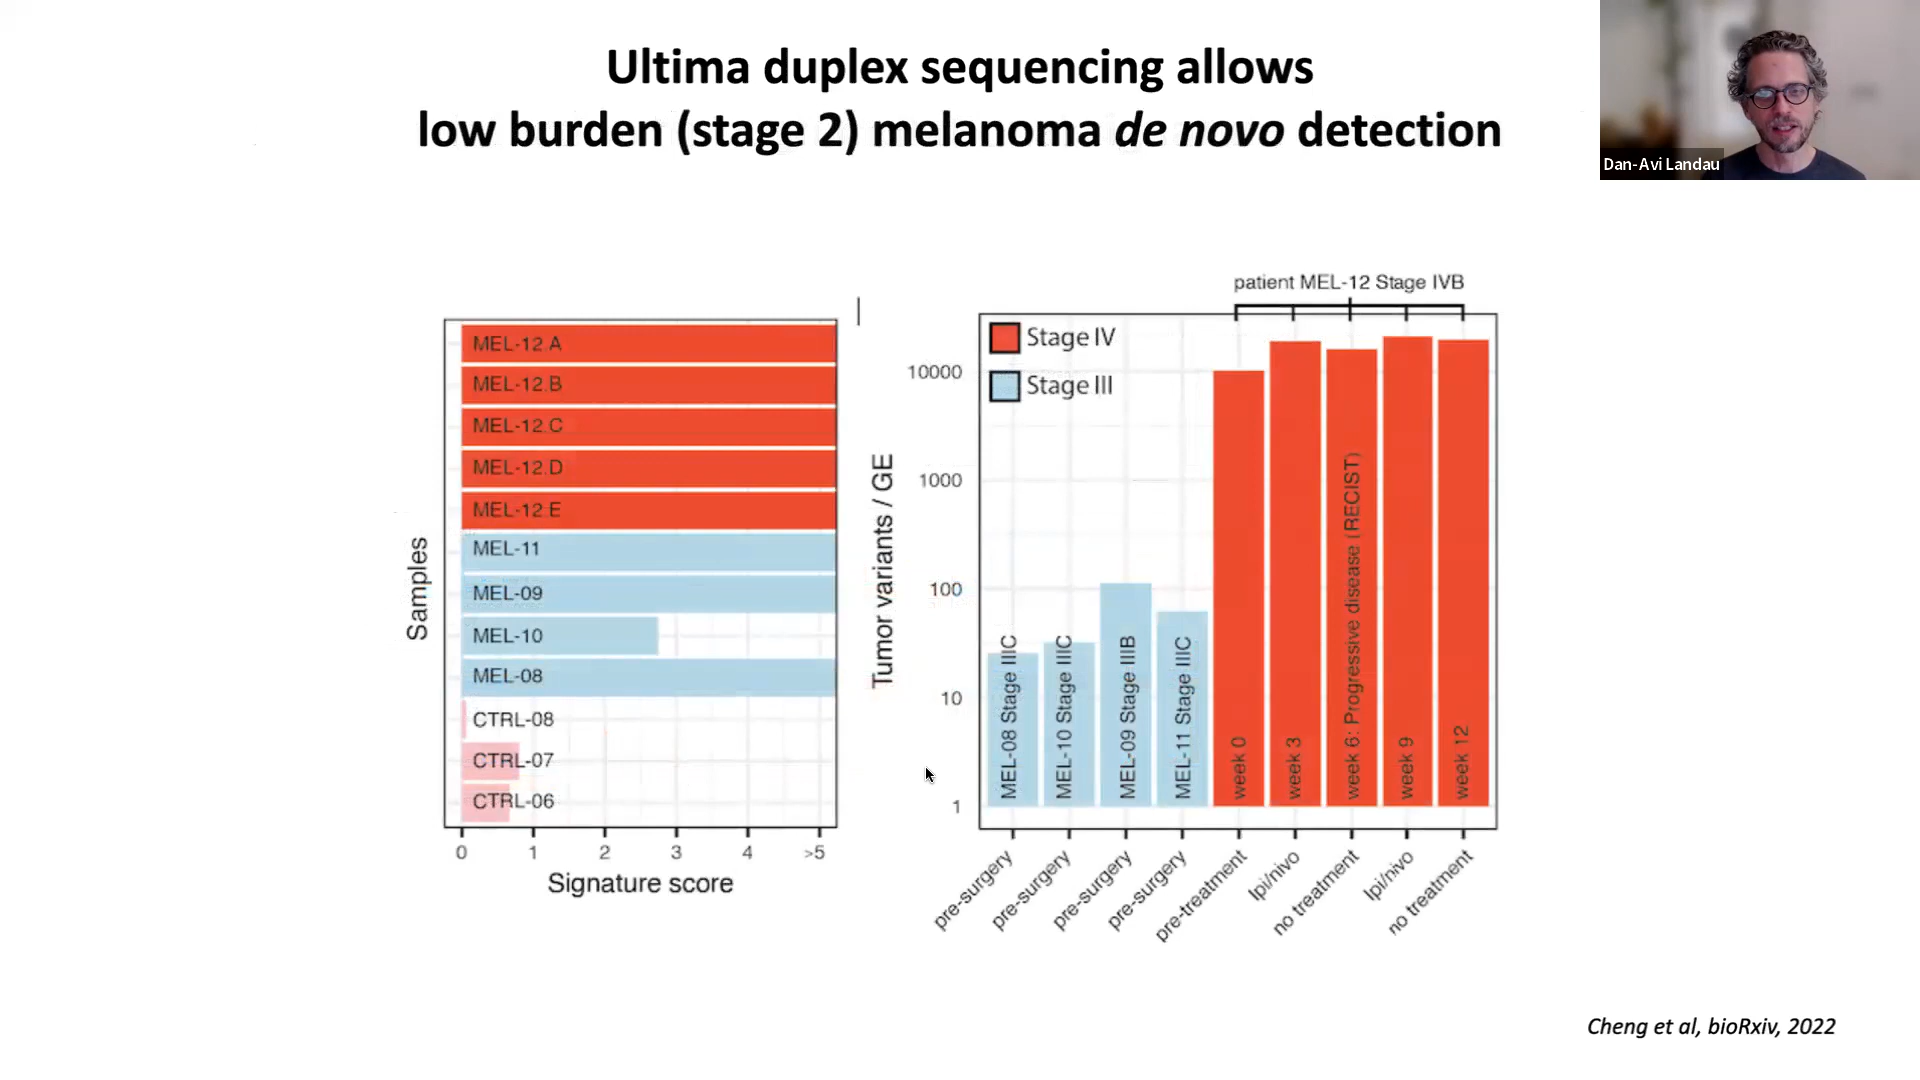 Ultima duplex sequencing allows
low burden (stage 2) melanoma de novo detection
Dan-Avi Landau
Samples
MEL-12.A
MEL-12.B
MEL-12.C
MEL-12.D
MEL-12.E
MEL-11
MEL-09
MEL-10
MEL-08
CTRL-08
CTRL-07
CTRL-06
0 1 2 3 4 >5
Signature score
patient MEL-12 Stage IVB
Stage IV
Stage III
Tumor variants / GE
10000
1000
100
10
1
MEL-08 Stage IIIC
MEL-10 Stage IIIC
MEL-09 Stage IIIB
MEL-11 Stage IIIC
week 0
week 3
week 6: Progressive disease (RECIST)
week 9
week 12
pre-surgery
pre-surgery
pre-surgery
pre-surgery
pre-treatment
Ipi/nivo
no treatment
Ipi/nivo
no treatment
Cheng et al, bioRxiv, 2022